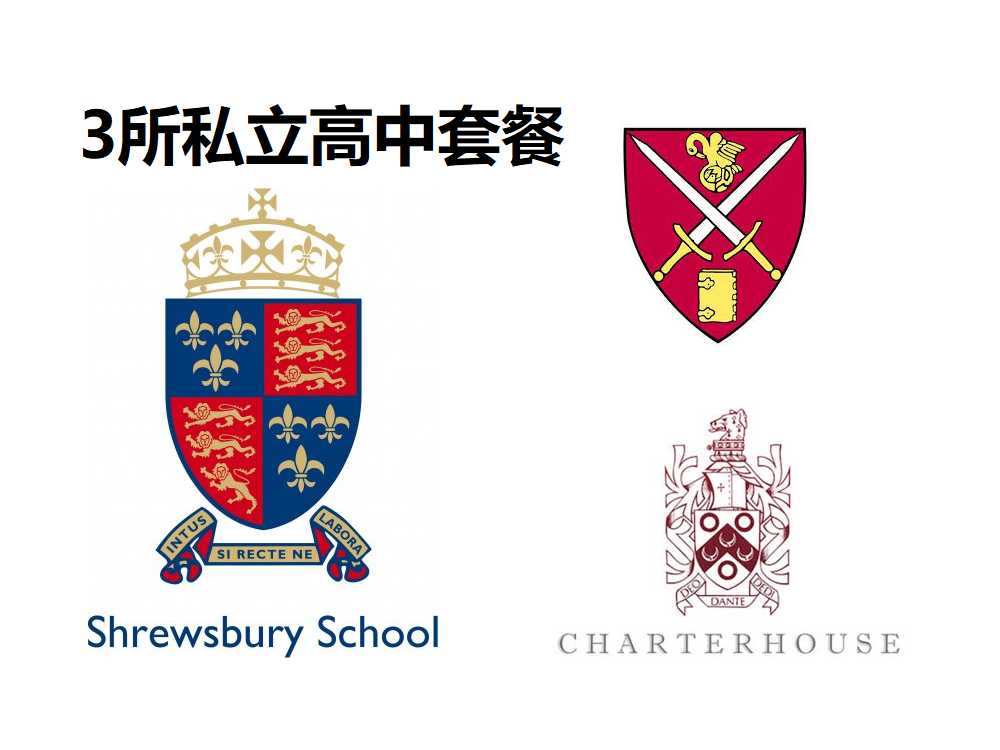 3所私立高中套餐
INTUS
SI RECTE NE
LABORA
Shrewsbury School
DEO
DANTE
DEDI
CHARTERHOUSE